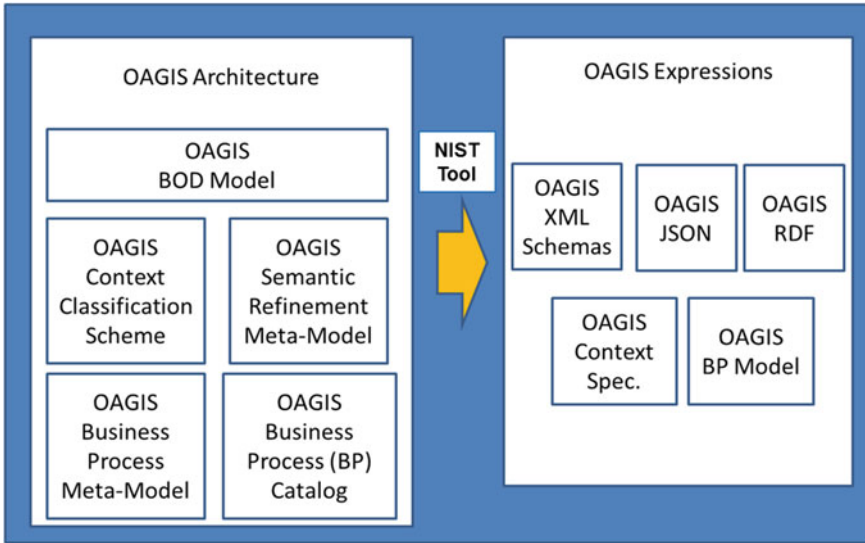 OAGIS Architecture
OAGIS
BOD Model
OAGIS
Context
Classification
Scheme
OAGIS
Semantic
Refinement
Meta-Model
OAGIS
Business
Process
Meta-Model
OAGIS
Business
Process (BP)
Catalog
NIST
Tool
OAGIS Expressions
OAGIS
XML
Schemas
OAGIS
JSON
OAGIS
RDF
OAGIS
Context
Spec.
OAGIS
BP Model